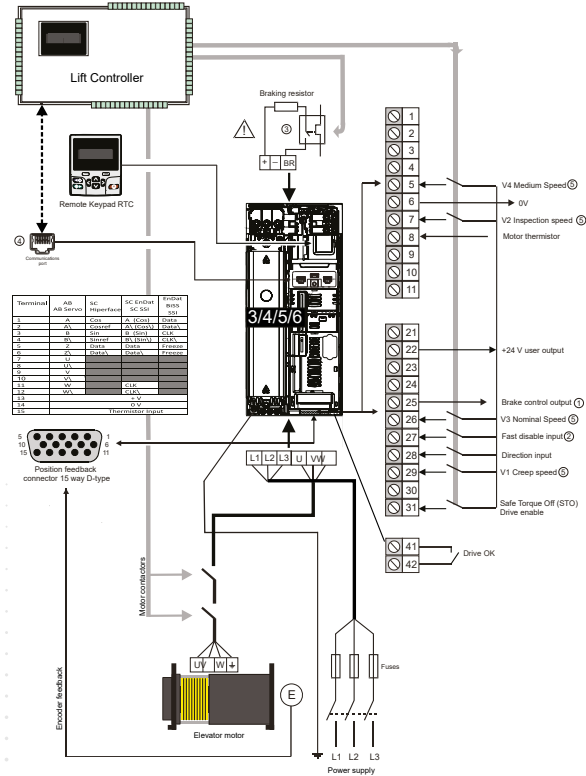 Lift Controller
Braking resistor
3
+ – BR
Remote Keypad RTC
4
Communications
port
3/4/5/6
1
2
3
4
5 V4 Medium Speed 5
6 0V
7 V2 Inspection speed 5
8 Motor thermistor
9
10
11
Terminal AB AB Servo SC Hiperface SC EnDat SC SSI EnDat BiSS SSI
1 A Cos A (Cos) Data
2 A\ Cosref A\ (Cos\) Data\
3 B Sin B (Sin) CLK
4 B\ Sinref B\ (Sin\) CLK\
5 Z Data Data Freeze
6 Z\ Data\ Data\ Freeze
7 U
8 U\
9 V
10 V\
11 W CLK
12 W\ CLK\
13 + V
14 0 V
15 Thermistor Input
21
22 +24 V user output
23
24
25 Brake control output 1
26 V3 Nominal Speed 5
27 Fast disable input 2
28 Direction input
29 V1 Creep speed 5
30
31 Safe Torque Off (STO)
Drive enable
41
42
Drive OK
5 1
10 6
15 11
Position feedback
connector 15 way D-type
L1 L2 L3 U V W
Motor contactors
Encoder feedback
U V W
E
Elevator motor
Fuses
L1 L2 L3
Power supply